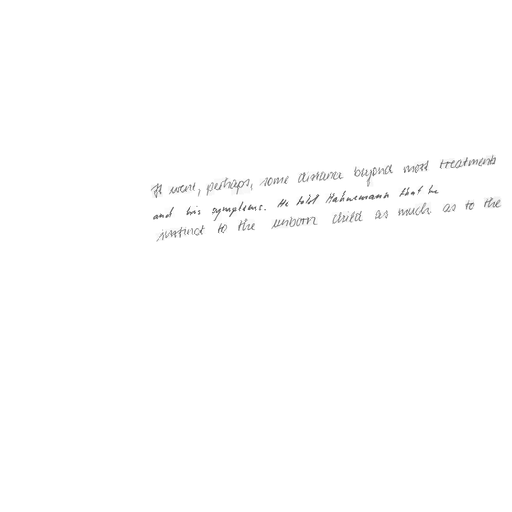 It went, perhaps, some distance beyond most treatments
and his symptoms. He told Hahnemann that he
instinct to the unborn child as much as to the